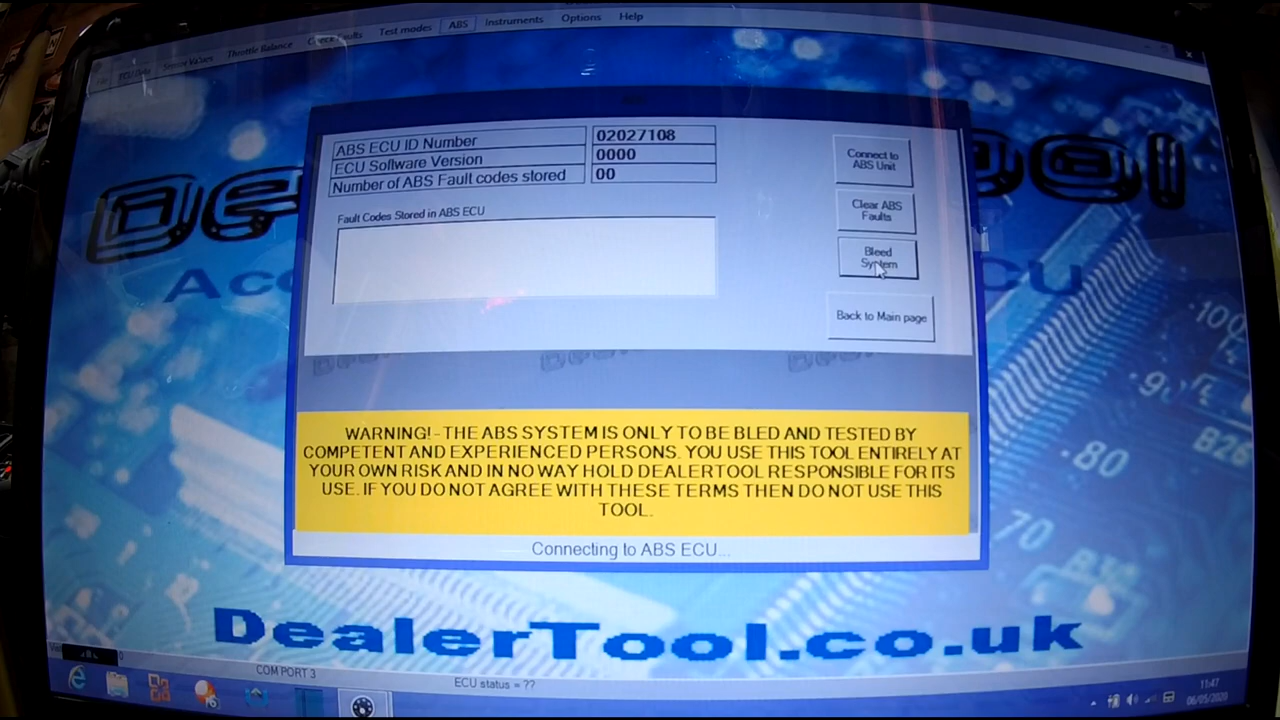 Throttle Balance
Check Faults
Test modes
ABS
Instruments
Options
Help
ABS ECU ID Number 02027108
ECU Software Version 0000
Number of ABS Fault codes stored 00
Fault Codes Stored in ABS ECU
Connect to
ABS Unit
Clear ABS
Faults
Bleed
System
Back to Main page
WARNING! - THE ABS SYSTEM IS ONLY TO BE BLED AND TESTED BY
COMPETENT AND EXPERIENCED PERSONS. YOU USE THIS TOOL ENTIRELY AT
YOUR OWN RISK AND IN NO WAY HOLD DEALERTOOL RESPONSIBLE FOR ITS
USE. IF YOU DO NOT AGREE WITH THESE TERMS THEN DO NOT USE THIS
TOOL.
Connecting to ABS ECU...
80
70
DealerTool.co.uk
COM PORT 3
ECU status = ??
11:47
06/05/2020